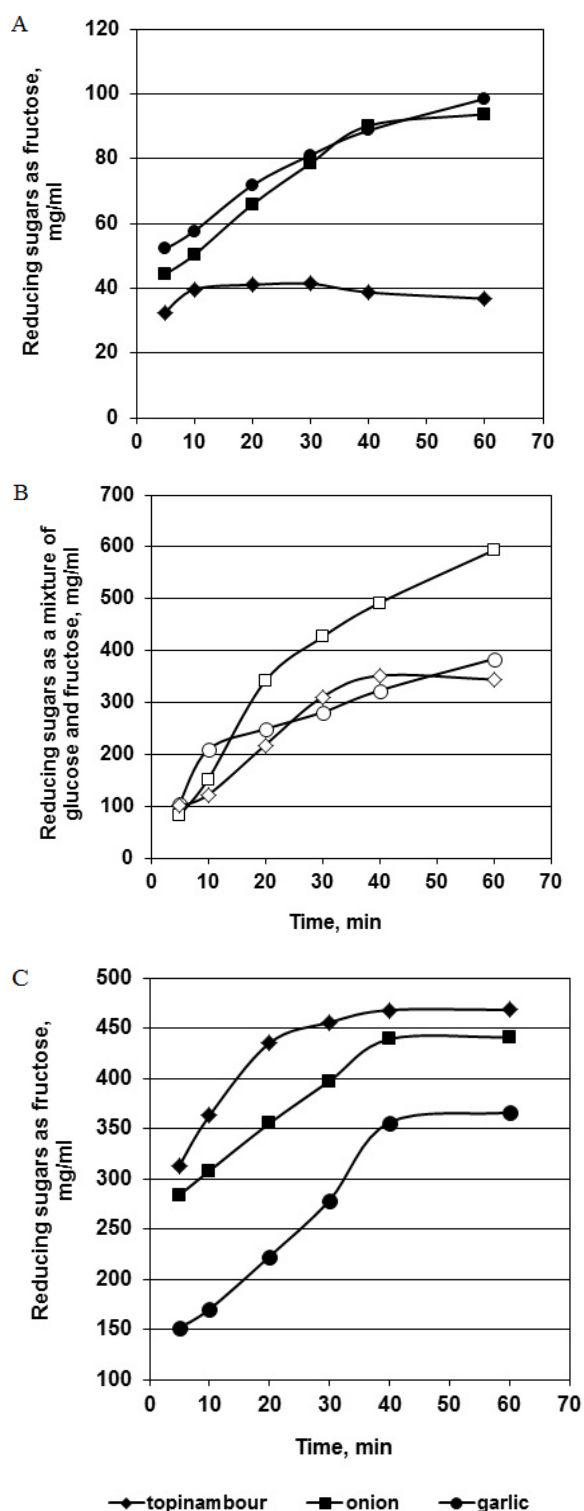 A
120
100
80
60
40
20
0
0 10 20 30 40 50 60 70
Reducing sugars as fructose,
mg/ml
B
700
600
500
400
300
200
100
0
0 10 20 30 40 50 60 70
Reducing sugars as a mixture of
glucose and fructose, mg/ml
Time, min
C
500
450
400
350
300
250
200
150
100
0 10 20 30 40 50 60 70
Reducing sugars as fructose,
mg/ml
Time, min
topinambour onion garlic